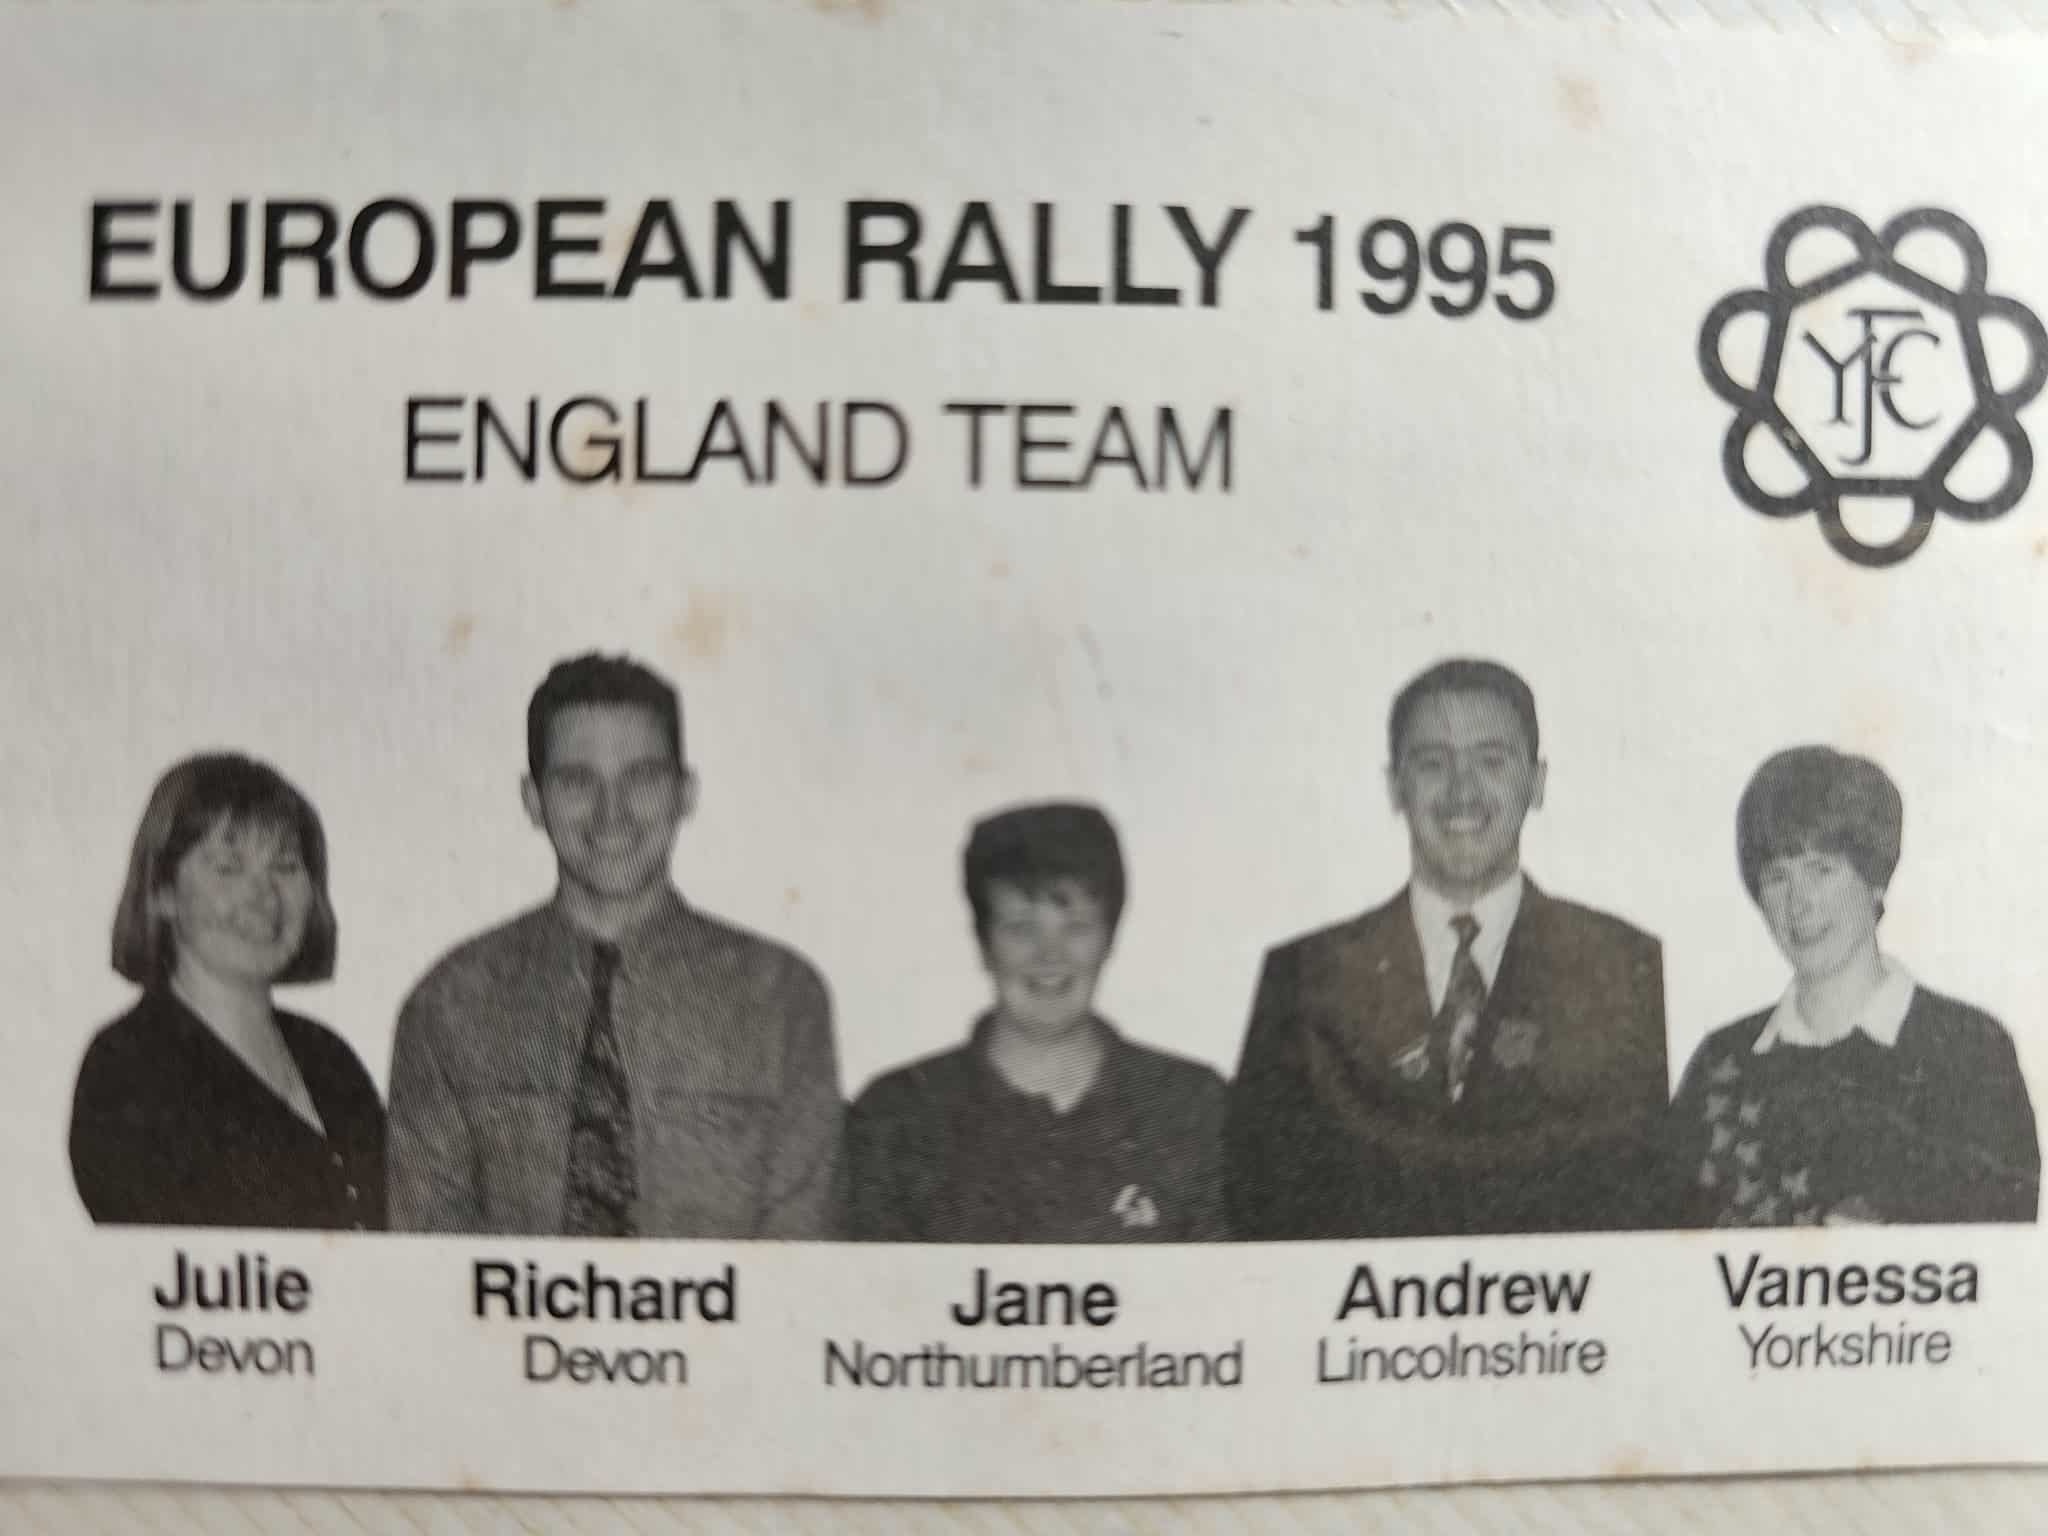 EUROPEAN RALLY 1995
ENGLAND TEAM
YFC
Julie Richard Jane Andrew Vanessa
Devon Devon Northumberland Lincolnshire Yorkshire